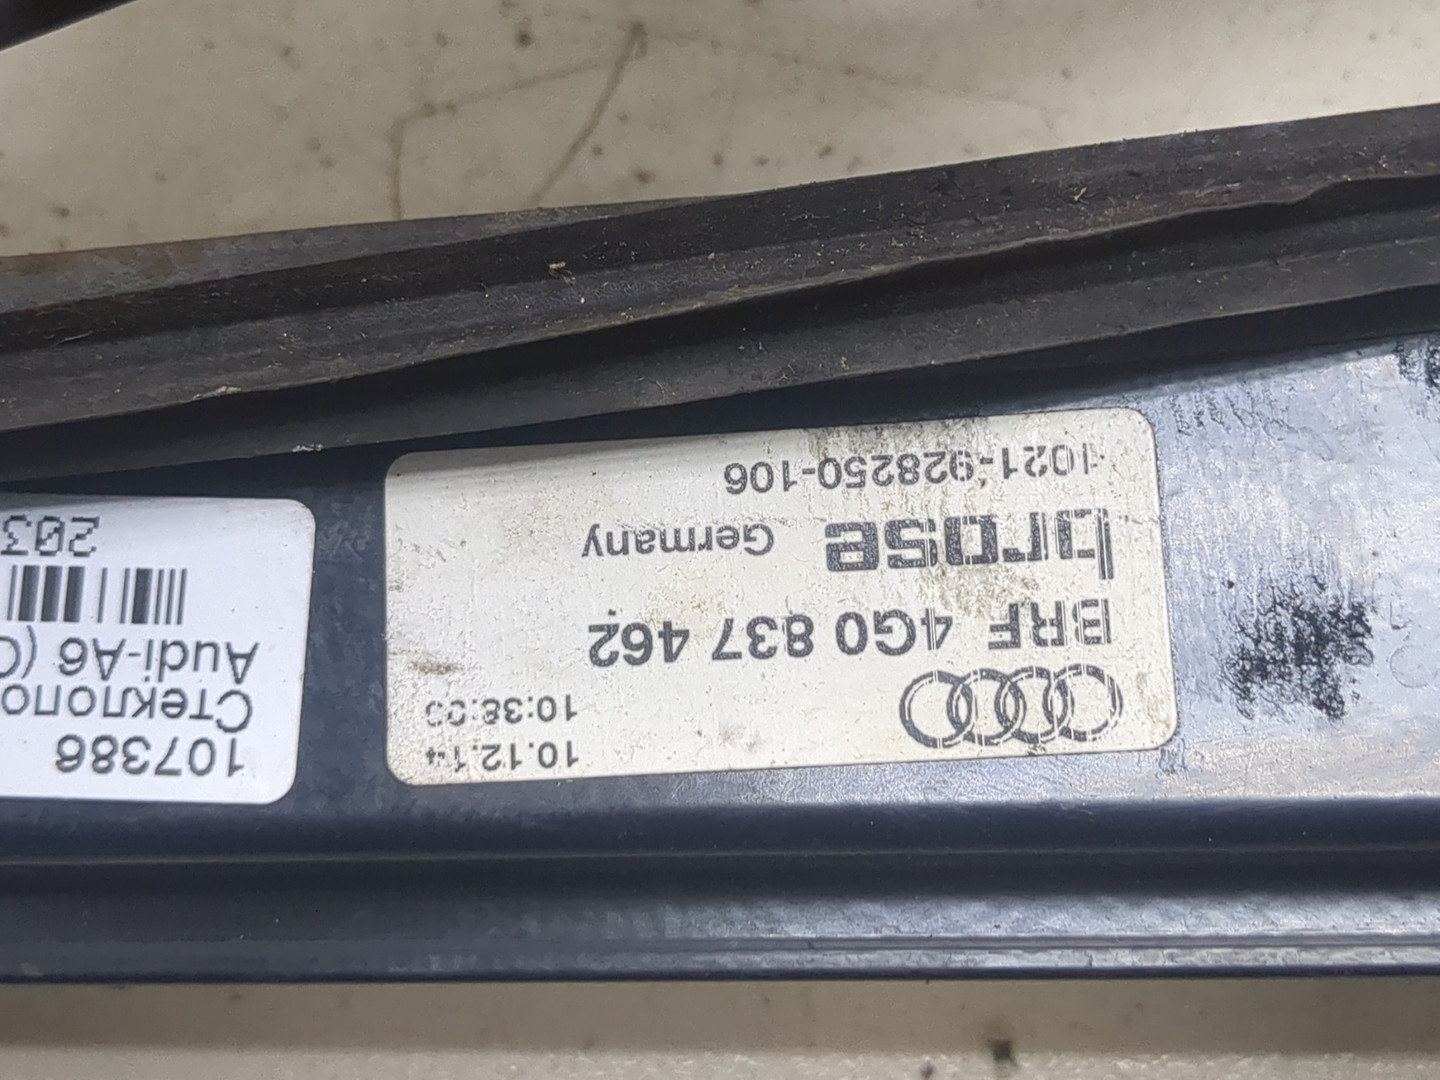 10.12.14
10:38:03
BRF 4G0 837 462
brose Germany
1021-928250-106
107386
Audi-A6 (C
203